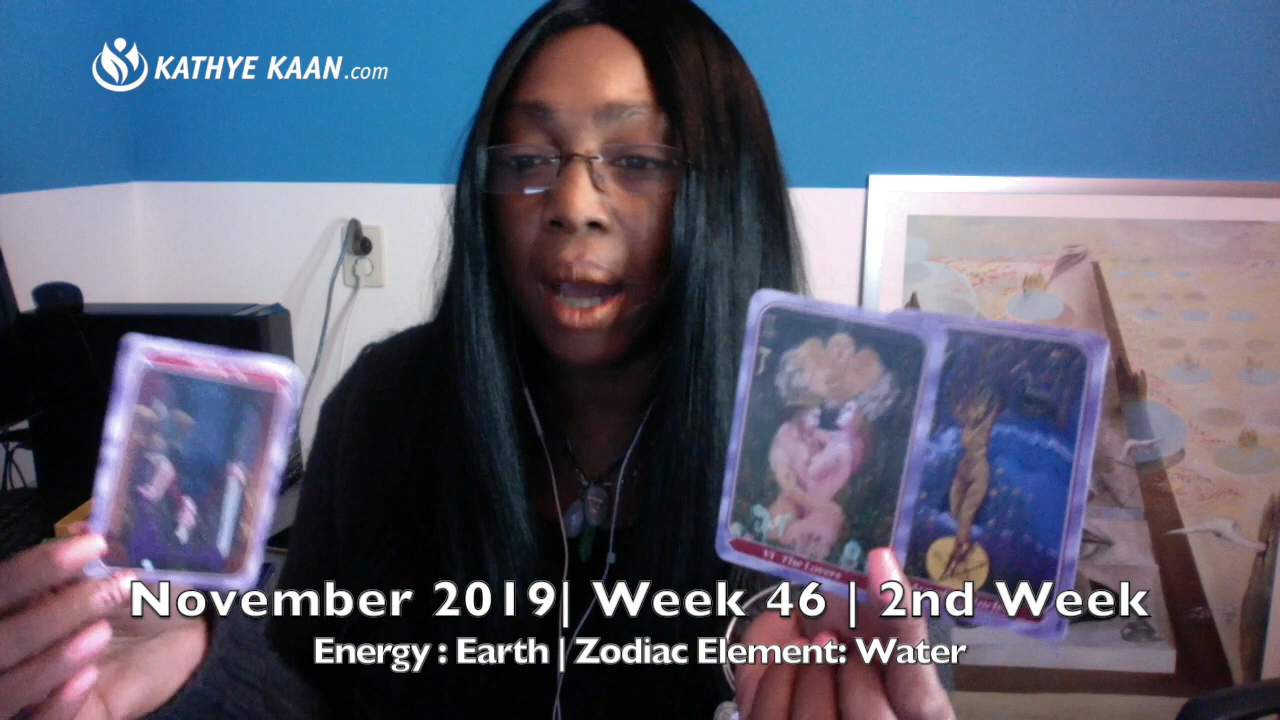 KATHYE KAAN.com
VI The Lovers
November 2019| Week 46 | 2nd Week
Energy : Earth | Zodiac Element: Water